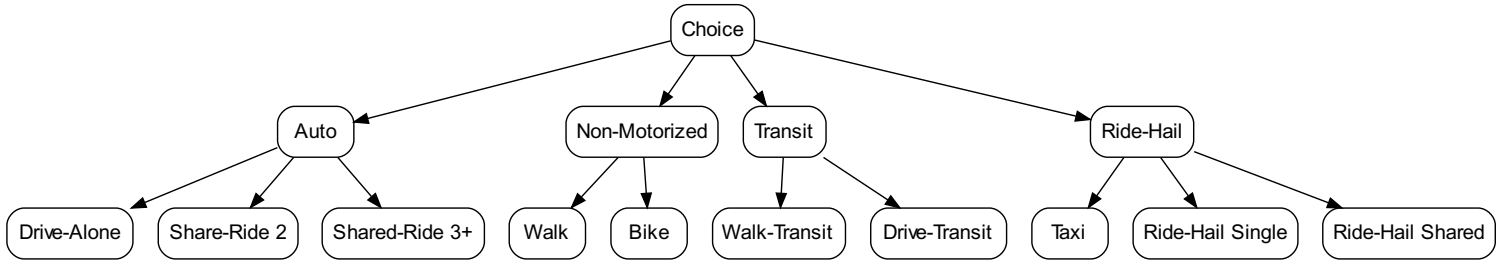 Choice
Auto
Non-Motorized
Transit
Ride-Hail
Drive-Alone
Share-Ride 2
Shared-Ride 3+
Walk
Bike
Walk-Transit
Drive-Transit
Taxi
Ride-Hail Single
Ride-Hail Shared